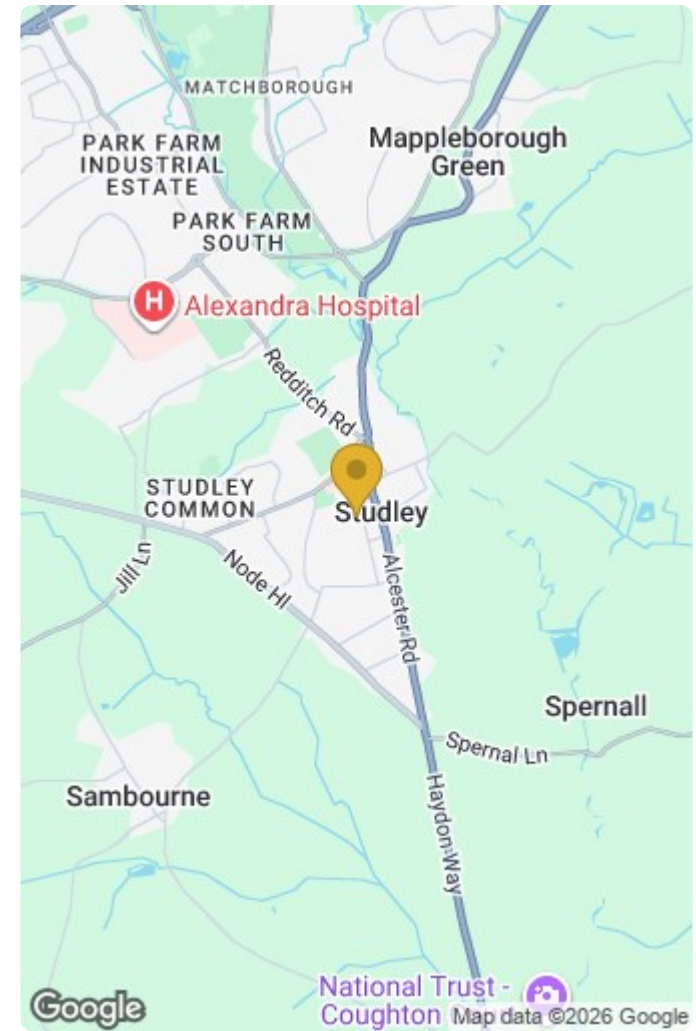 MATCHBOROUGH
Mappleborough
Green
PARK FARM
INDUSTRIAL
ESTATE
PARK FARM
SOUTH
H
Alexandra Hospital
Redditch Rd
STUDLEY
COMMON
Studley
Jill Ln
Node Hl
Alcester Rd
Spernall
Spernal Ln
Sambourne
Haydon Way
National Trust -
Coughton
Google
Map data ©2026 Google